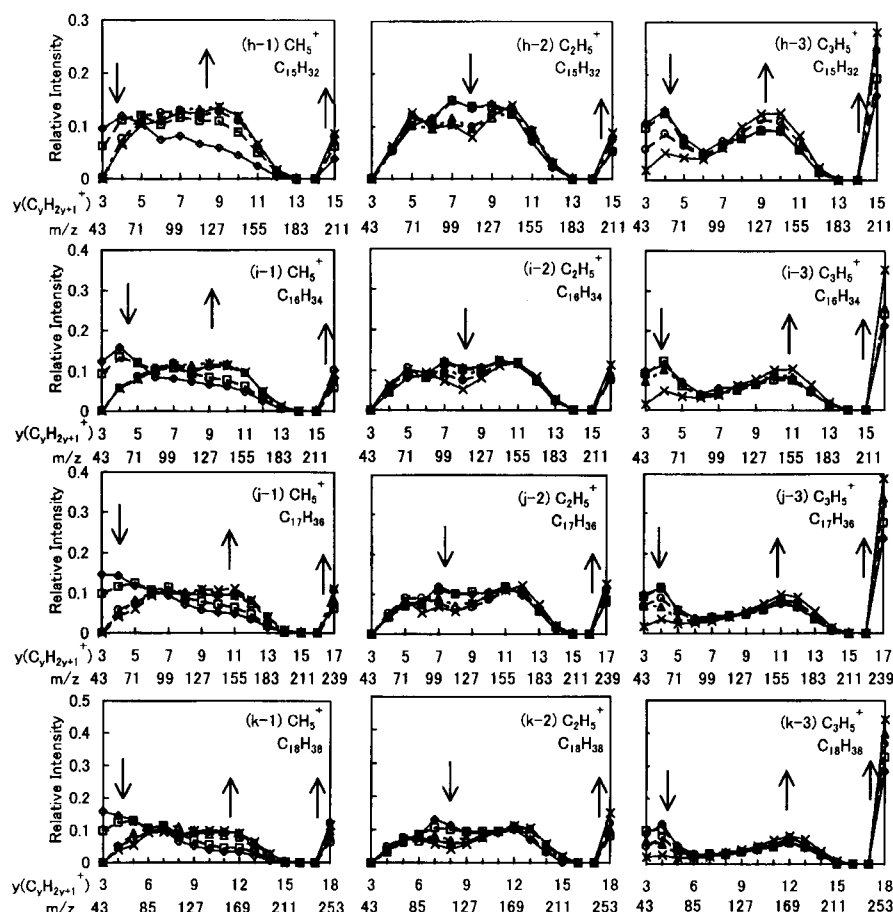 Relative Intensity
0.3
0.2
0.1
0
(h-1) CH₅⁺
C₁₅H₃₂
(h-2) C₂H₅⁺
C₁₅H₃₂
(h-3) C₃H₅⁺
C₁₅H₃₂
3 5 7 9 11 13 15
3 5 7 9 11 13 15
3 5 7 9 11 13 15
y(CyH2y+1⁺)
m/z
43 71 99 127 155 183 211
43 71 99 127 155 183 211
43 71 99 127 155 183 211
Relative Intensity
0.4
0.3
0.2
0.1
0
(i-1) CH₅⁺
C₁₆H₃₄
(i-2) C₂H₅⁺
C₁₆H₃₄
(i-3) C₃H₅⁺
C₁₆H₃₄
3 5 7 9 11 13 15
3 5 7 9 11 13 15
3 5 7 9 11 13 15
y(CyH2y+1⁺)
m/z
43 71 99 127 155 183 211
43 71 99 127 155 183 211
43 71 99 127 155 183 211
Relative Intensity
0.4
0.3
0.2
0.1
0
(j-1) CH₅⁺
C₁₇H₃₆
(j-2) C₂H₅⁺
C₁₇H₃₆
(j-3) C₃H₅⁺
C₁₇H₃₆
3 5 7 9 11 13 15 17
3 5 7 9 11 13 15 17
3 5 7 9 11 13 15 17
y(CyH2y+1⁺)
m/z
43 71 99 127 155 183 211 239
43 71 99 127 155 183 211 239
43 71 99 127 155 183 211 239
Relative Intensity
0.5
0.4
0.3
0.2
0.1
0
(k-1) CH₅⁺
C₁₈H₃₈
(k-2) C₂H₅⁺
C₁₈H₃₈
(k-3) C₃H₅⁺
C₁₈H₃₈
3 6 9 12 15 18
3 6 9 12 15 18
3 6 9 12 15 18
y(CyH2y+1⁺)
m/z
43 85 127 169 211 253
43 85 127 169 211 253
43 85 127 169 211 253